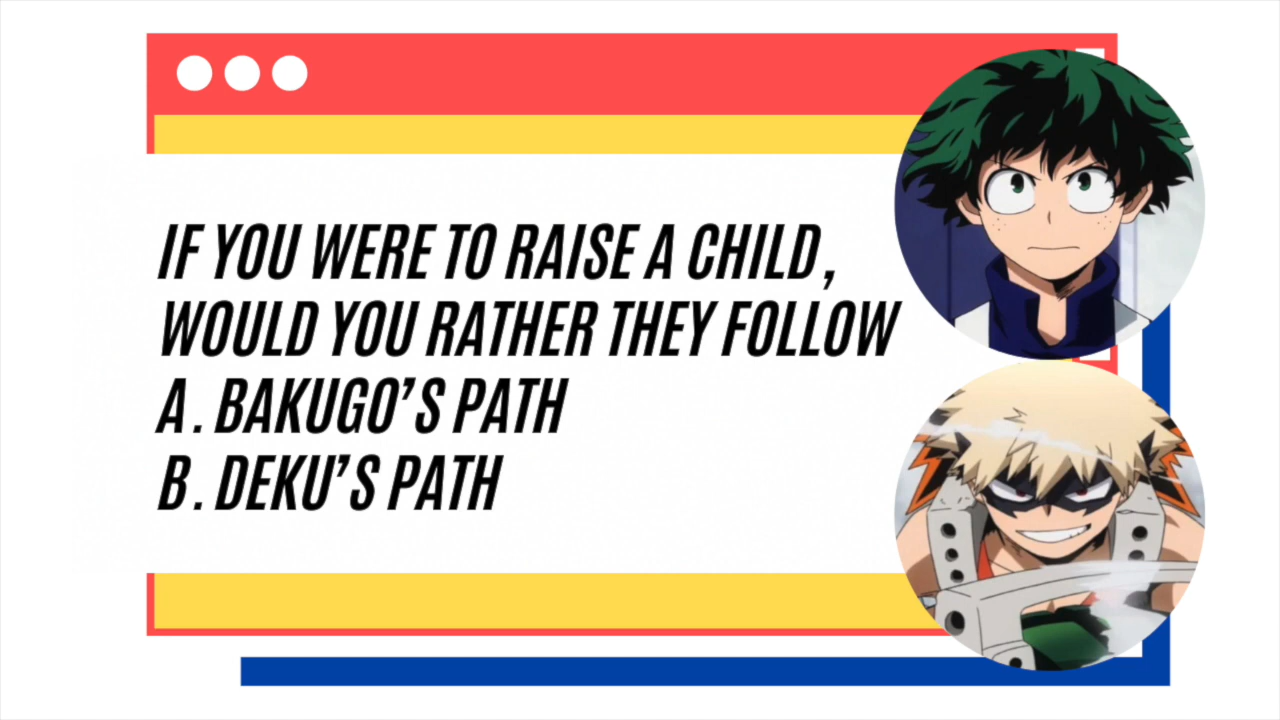 IF YOU WERE TO RAISE A CHILD,
WOULD YOU RATHER THEY FOLLOW
A. BAKUGO'S PATH
B. DEKU'S PATH